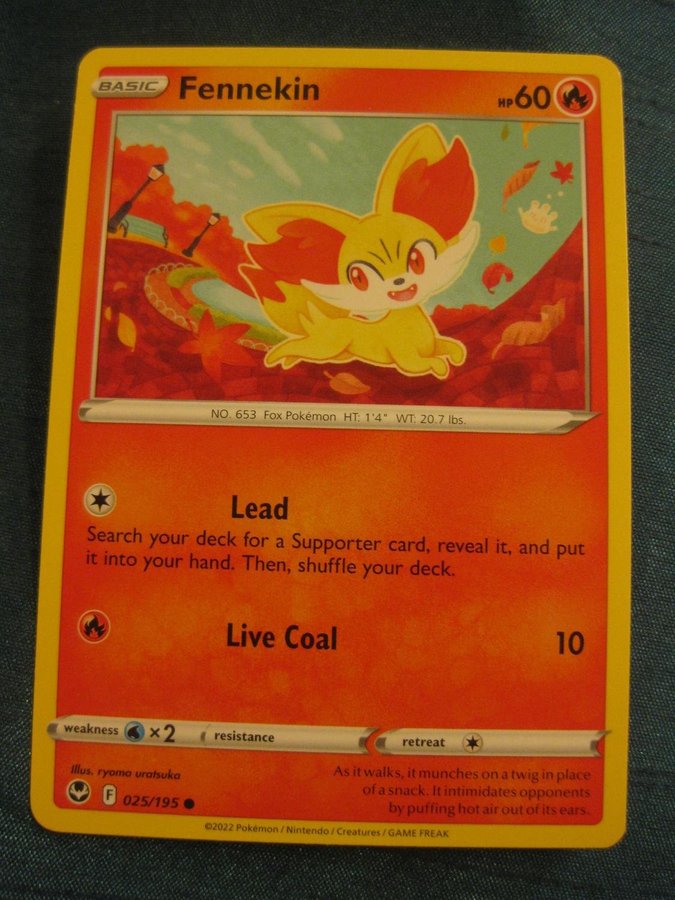 BASIC Fennekin HP60
NO. 653 Fox Pokémon HT: 1'4" WT: 20.7 lbs.
Lead
Search your deck for a Supporter card, reveal it, and put
it into your hand. Then, shuffle your deck.
Live Coal 10
weakness ×2 resistance retreat
Illus. ryoma uratsuka
As it walks, it munches on a twig in place
of a snack. It intimidates opponents
by puffing hot air out of its ears.
F 025/195
©2022 Pokémon / Nintendo / Creatures / GAME FREAK